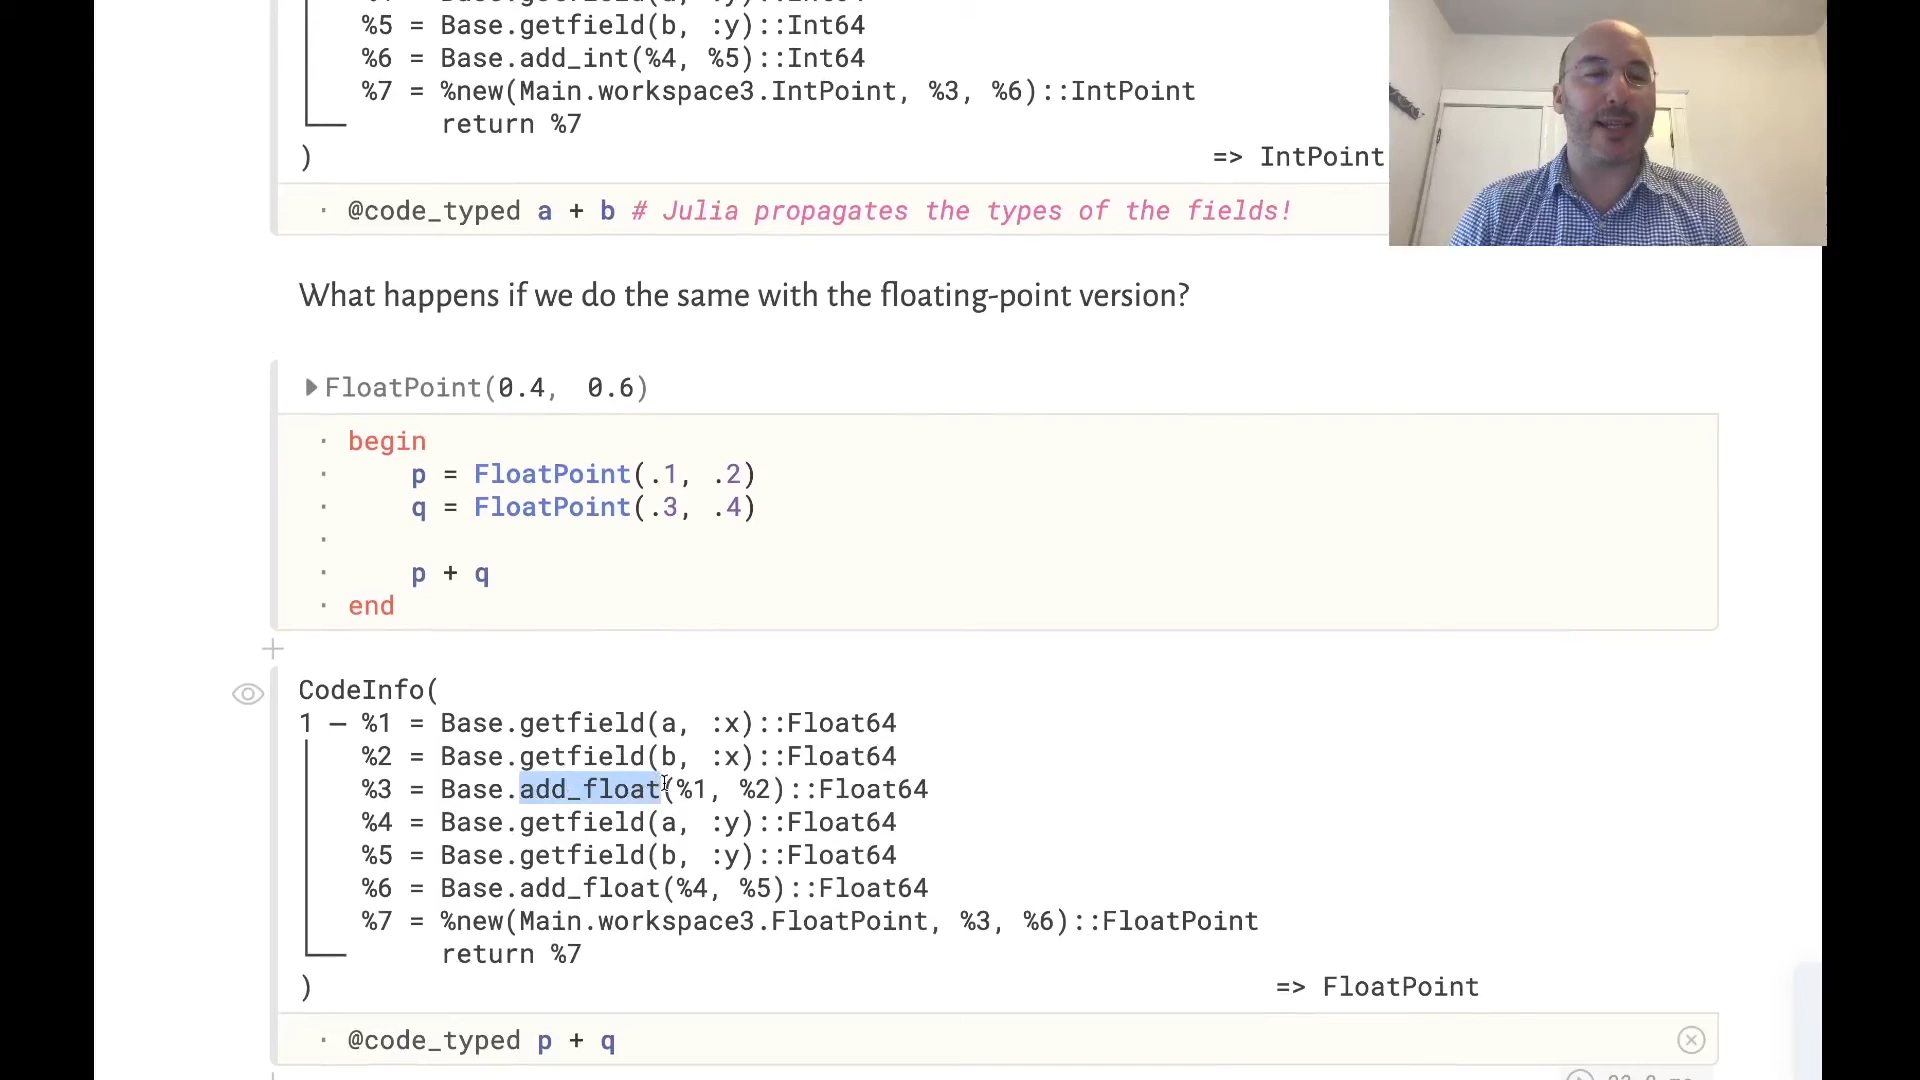 %5 = Base.getfield(b, :y)::Int64
%6 = Base.add_int(%4, %5)::Int64
%7 = %new(Main.workspace3.IntPoint, %3, %6)::IntPoint
return %7
) => IntPoint
· @code_typed a + b # Julia propagates the types of the fields!
What happens if we do the same with the floating-point version?
FloatPoint(0.4, 0.6)
· begin
· p = FloatPoint(.1, .2)
· q = FloatPoint(.3, .4)
·
· p + q
· end
CodeInfo(
1 — %1 = Base.getfield(a, :x)::Float64
%2 = Base.getfield(b, :x)::Float64
%3 = Base.add_float(%1, %2)::Float64
%4 = Base.getfield(a, :y)::Float64
%5 = Base.getfield(b, :y)::Float64
%6 = Base.add_float(%4, %5)::Float64
%7 = %new(Main.workspace3.FloatPoint, %3, %6)::FloatPoint
return %7
) => FloatPoint
· @code_typed p + q